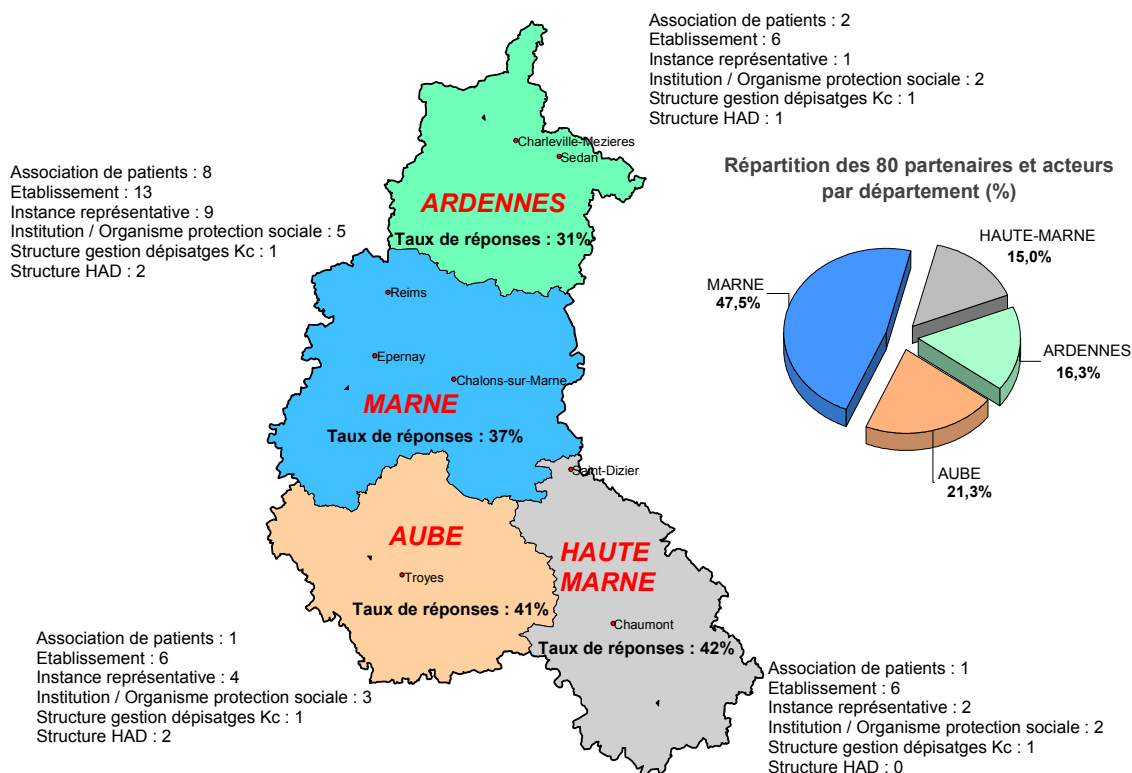 Association de patients : 2
Etablissement : 6
Instance représentative : 1
Institution / Organisme protection sociale : 2
Structure gestion dépisatges Kc : 1
Structure HAD : 1
Association de patients : 8
Etablissement : 13
Instance représentative : 9
Institution / Organisme protection sociale : 5
Structure gestion dépisatges Kc : 1
Structure HAD : 2
Charleville-Mezieres
Sedan
ARDENNES
Taux de réponses : 31%
Reims
Epernay
Chalons-sur-Marne
MARNE
Taux de réponses : 37%
Saint-Dizier
AUBE
Troyes
Taux de réponses : 41%
HAUTE
MARNE
Chaumont
Taux de réponses : 42%
Répartition des 80 partenaires et acteurs
par département (%)
HAUTE-MARNE
15,0%
MARNE
47,5%
ARDENNES
16,3%
AUBE
21,3%
Association de patients : 1
Etablissement : 6
Instance représentative : 4
Institution / Organisme protection sociale : 3
Structure gestion dépisatges Kc : 1
Structure HAD : 2
Association de patients : 1
Etablissement : 6
Instance représentative : 2
Institution / Organisme protection sociale : 2
Structure gestion dépisatges Kc : 1
Structure HAD : 0